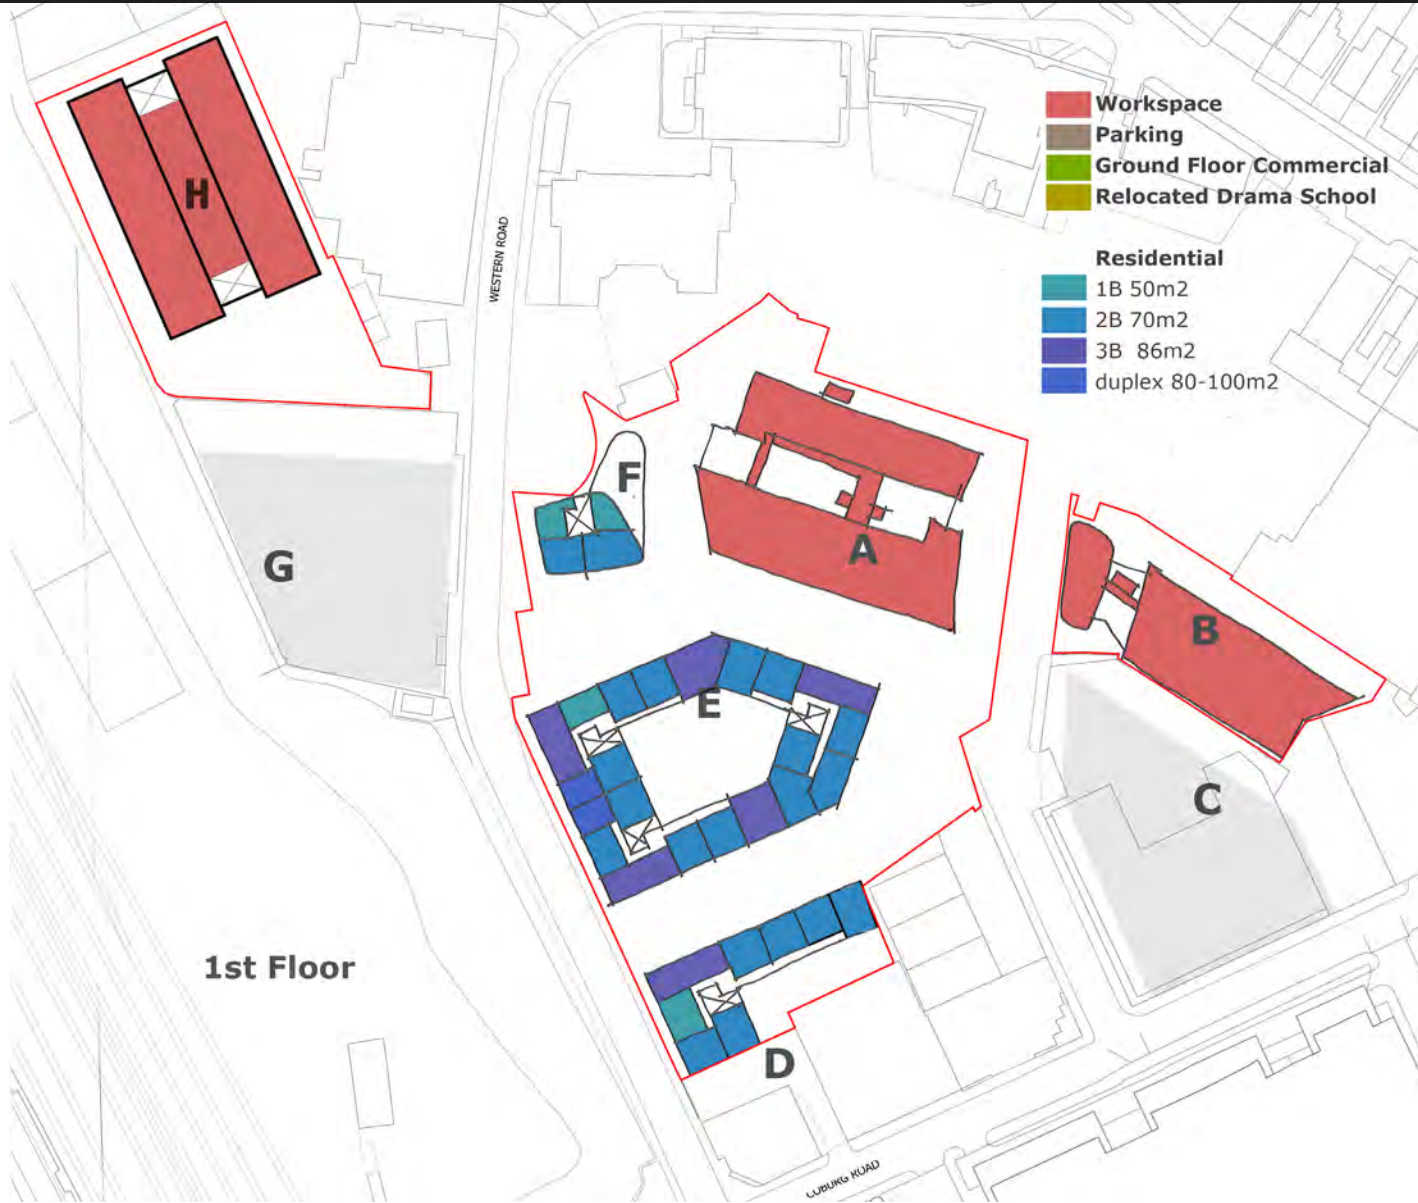 Workspace
Parking
Ground Floor Commercial
Relocated Drama School
Residential
1B 50m2
2B 70m2
3B 86m2
duplex 80-100m2
H
WESTERN ROAD
F
A
G
B
E
C
1st Floor
D
COBURG ROAD